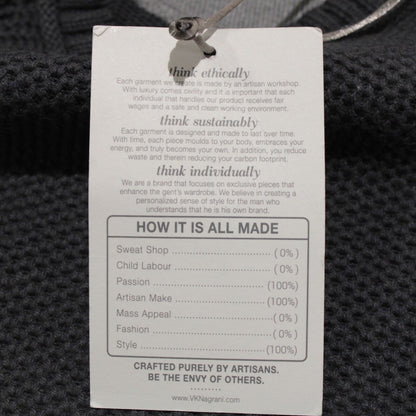 think ethically
Each garment we create is made by an artisan workshop.
With luxury comes civility and it is important that each
individual that handles our product receives fair
wages and a safe and clean working environment.
think sustainably
Each garment is designed and made to last over time.
With time, each piece moulds to your body, embraces your
energy, and truly becomes your own. In addition, you reduce
waste and therein reducing your carbon footprint.
think individually
We are a brand that focuses on exclusive pieces that
enhance the gent's wardrobe. We believe in creating a
personalized sense of style for the man who
understands that he is his own brand.
HOW IT IS ALL MADE
Sweat Shop ........................ ( 0% )
Child Labour ........................ ( 0% )
Passion ........................ (100%)
Artisan Make ........................ (100%)
Mass Appeal ........................ ( 0% )
Fashion ........................ ( 0% )
Style ........................ (100%)
CRAFTED PURELY BY ARTISANS.
BE THE ENVY OF OTHERS.
www.VKNagrani.com